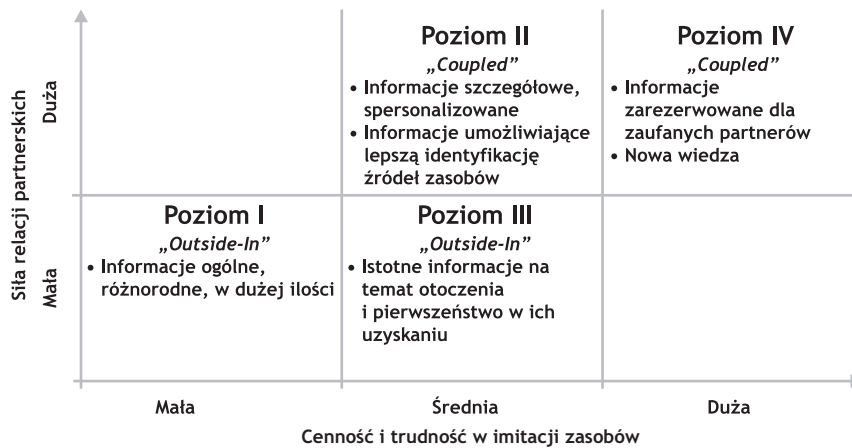 Siła relacji partnerskich
Duża
Mała
Poziom II
„Coupled”
• Informacje szczegółowe,
spersonalizowane
• Informacje umożliwiające
lepszą identyfikację
źródeł zasobów
Poziom IV
„Coupled”
• Informacje
zarezerwowane dla
zaufanych partnerów
• Nowa wiedza
Poziom I
„Outside-In”
• Informacje ogólne,
różnorodne, w dużej ilości
Poziom III
„Outside-In”
• Istotne informacje na
temat otoczenia
i pierwszeństwo w ich
uzyskaniu
Mała
Średnia
Duża
Cenność i trudność w imitacji zasobów